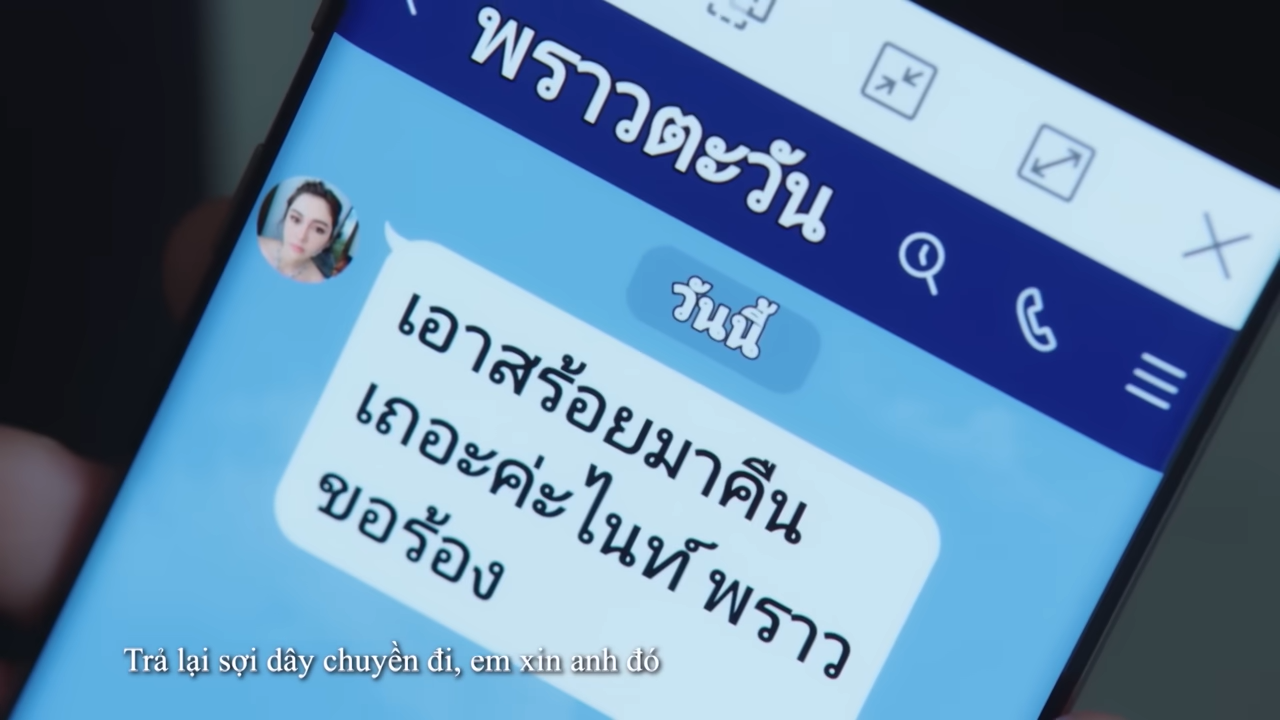 พราวตะวัน
วันนี้
เอาสร้อยมาคืน
เถอะค่ะไนท์ พราว
ขอร้อง
Trả lại sợi dây chuyền đi, em xin anh đó